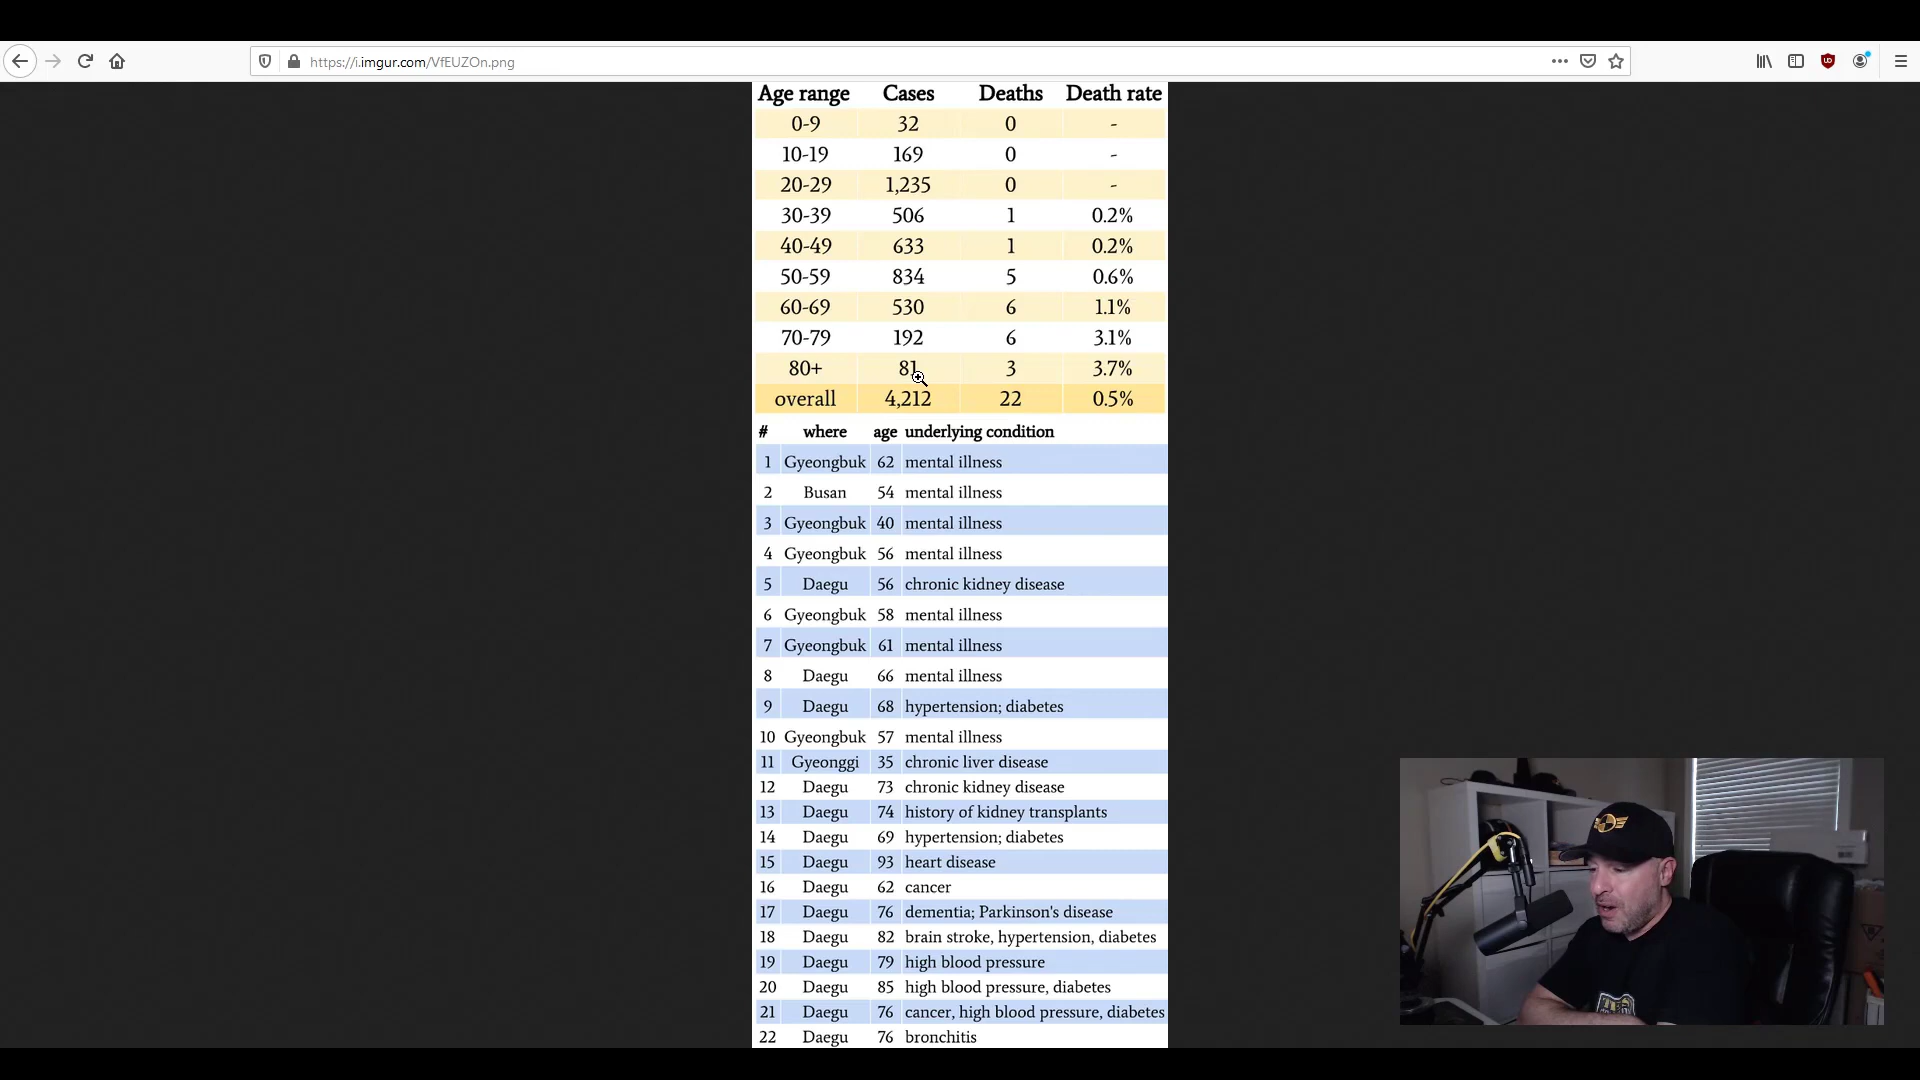 https://i.imgur.com/VfEUZOn.png
Age range Cases Deaths Death rate
0-9 32 0 -
10-19 169 0 -
20-29 1,235 0 -
30-39 506 1 0.2%
40-49 633 1 0.2%
50-59 834 5 0.6%
60-69 530 6 1.1%
70-79 192 6 3.1%
80+ 81 3 3.7%
overall 4,212 22 0.5%
# where age underlying condition
1 Gyeongbuk 62 mental illness
2 Busan 54 mental illness
3 Gyeongbuk 40 mental illness
4 Gyeongbuk 56 mental illness
5 Daegu 56 chronic kidney disease
6 Gyeongbuk 58 mental illness
7 Gyeongbuk 61 mental illness
8 Daegu 66 mental illness
9 Daegu 68 hypertension; diabetes
10 Gyeongbuk 57 mental illness
11 Gyeonggi 35 chronic liver disease
12 Daegu 73 chronic kidney disease
13 Daegu 74 history of kidney transplants
14 Daegu 69 hypertension; diabetes
15 Daegu 93 heart disease
16 Daegu 62 cancer
17 Daegu 76 dementia; Parkinson's disease
18 Daegu 82 brain stroke, hypertension, diabetes
19 Daegu 79 high blood pressure
20 Daegu 85 high blood pressure, diabetes
21 Daegu 76 cancer, high blood pressure, diabetes
22 Daegu 76 bronchitis